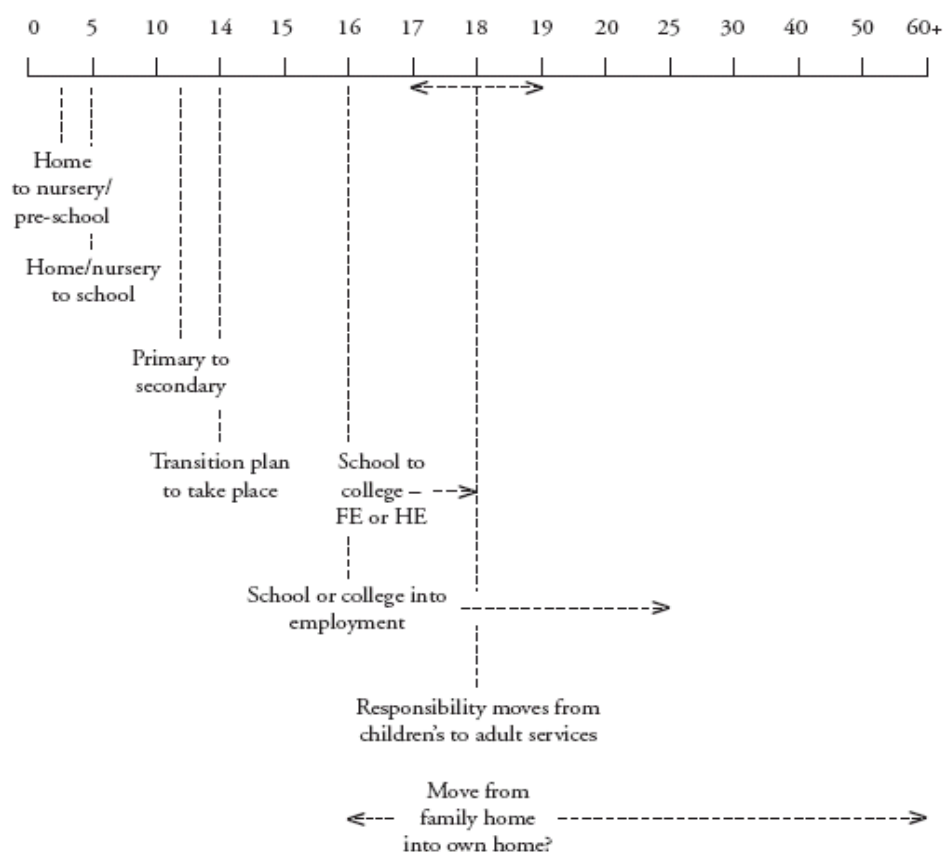 0 5 10 14 15 16 17 18 19 20 25 30 40 50 60+
Home
to nursery/
pre-school
Home/nursery
to school
Primary to
secondary
Transition plan
to take place
School to
college –
FE or HE
School or college into
employment
Responsibility moves from
children's to adult services
Move from
family home
into own home?